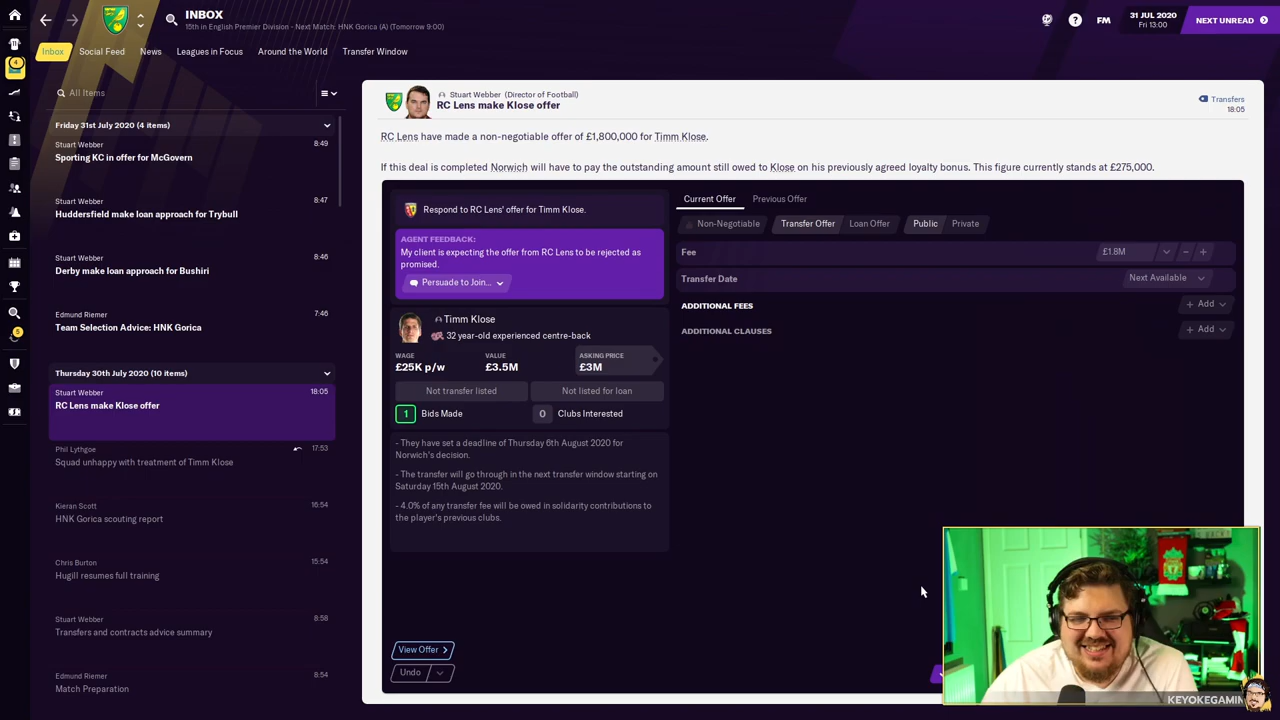 INBOX
15th in English Premier Division - Next Match: HNK Gorica (A) (Tomorrow 9:00)
FM
31 JUL 2020
Fri 13:00
NEXT UNREAD
Inbox
Social Feed
News
Leagues in Focus
Around the World
Transfer Window
4
5
All Items
Friday 31st July 2020 (4 items)
Stuart Webber 8:49
Sporting KC in offer for McGovern
Stuart Webber 8:47
Huddersfield make loan approach for Trybull
Stuart Webber 8:46
Derby make loan approach for Bushiri
Edmund Riemer 7:46
Team Selection Advice: HNK Gorica
Thursday 30th July 2020 (10 items)
Stuart Webber 18:05
RC Lens make Klose offer
Phil Lythgoe 17:53
Squad unhappy with treatment of Timm Klose
Kieran Scott 16:54
HNK Gorica scouting report
Chris Burton 15:54
Hugill resumes full training
Stuart Webber 8:58
Transfers and contracts advice summary
Edmund Riemer 8:54
Match Preparation
Stuart Webber (Director of Football)
RC Lens make Klose offer
Transfers
18:05
RC Lens have made a non-negotiable offer of £1,800,000 for Timm Klose.
If this deal is completed Norwich will have to pay the outstanding amount still owed to Klose on his previously agreed loyalty bonus. This figure currently stands at £275,000.
Respond to RC Lens' offer for Timm Klose.
AGENT FEEDBACK:
My client is expecting the offer from RC Lens to be rejected as
promised.
Persuade to Join...
Timm Klose
32 year-old experienced centre-back
WAGE VALUE ASKING PRICE
£25K p/w £3.5M £3M
Not transfer listed Not listed for loan
1 Bids Made 0 Clubs Interested
- They have set a deadline of Thursday 6th August 2020 for
Norwich's decision.
- The transfer will go through in the next transfer window starting on
Saturday 15th August 2020.
- 4.0% of any transfer fee will be owed in solidarity contributions to
the player's previous clubs.
View Offer
Undo
Current Offer Previous Offer
Non-Negotiable Transfer Offer Loan Offer Public Private
Fee £1.8M - +
Transfer Date Next Available
ADDITIONAL FEES + Add
ADDITIONAL CLAUSES + Add
KEYOKEGAMIN